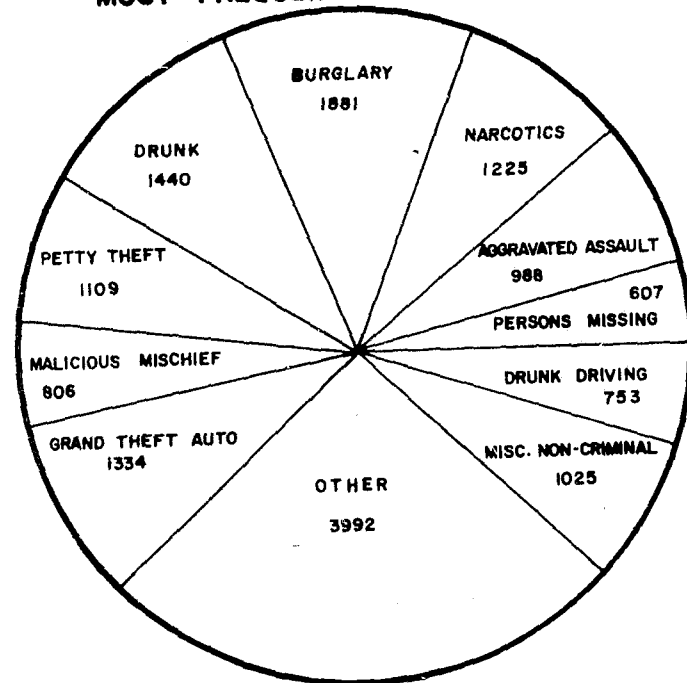 MOST
BURGLARY
1881
NARCOTICS
1225
DRUNK
1440
PETTY THEFT
1109
AGGRAVATED ASSAULT
988
607
PERSONS MISSING
MALICIOUS MISCHIEF
806
DRUNK DRIVING
753
GRAND THEFT AUTO
1334
MISC. NON-CRIMINAL
1025
OTHER
3992